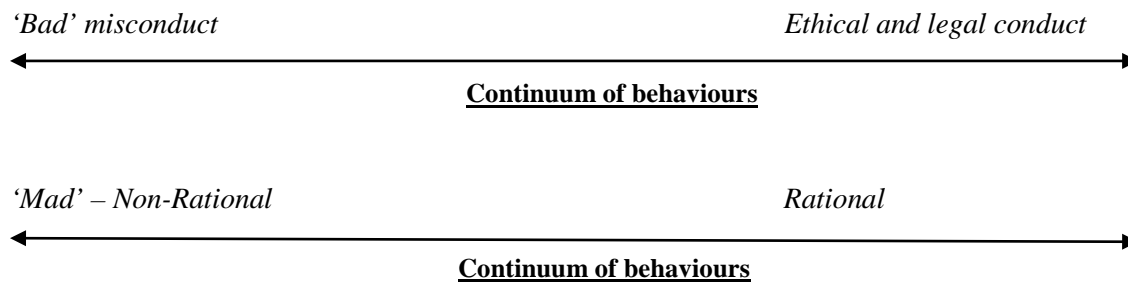 ‘Bad’ misconduct Ethical and legal conduct
Continuum of behaviours
‘Mad’ – Non-Rational Rational
Continuum of behaviours